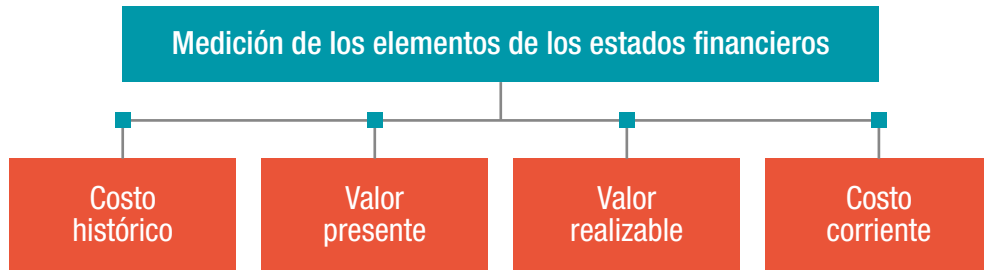 Medición de los elementos de los estados financieros
Costo
histórico
Valor
presente
Valor
realizable
Costo
corriente